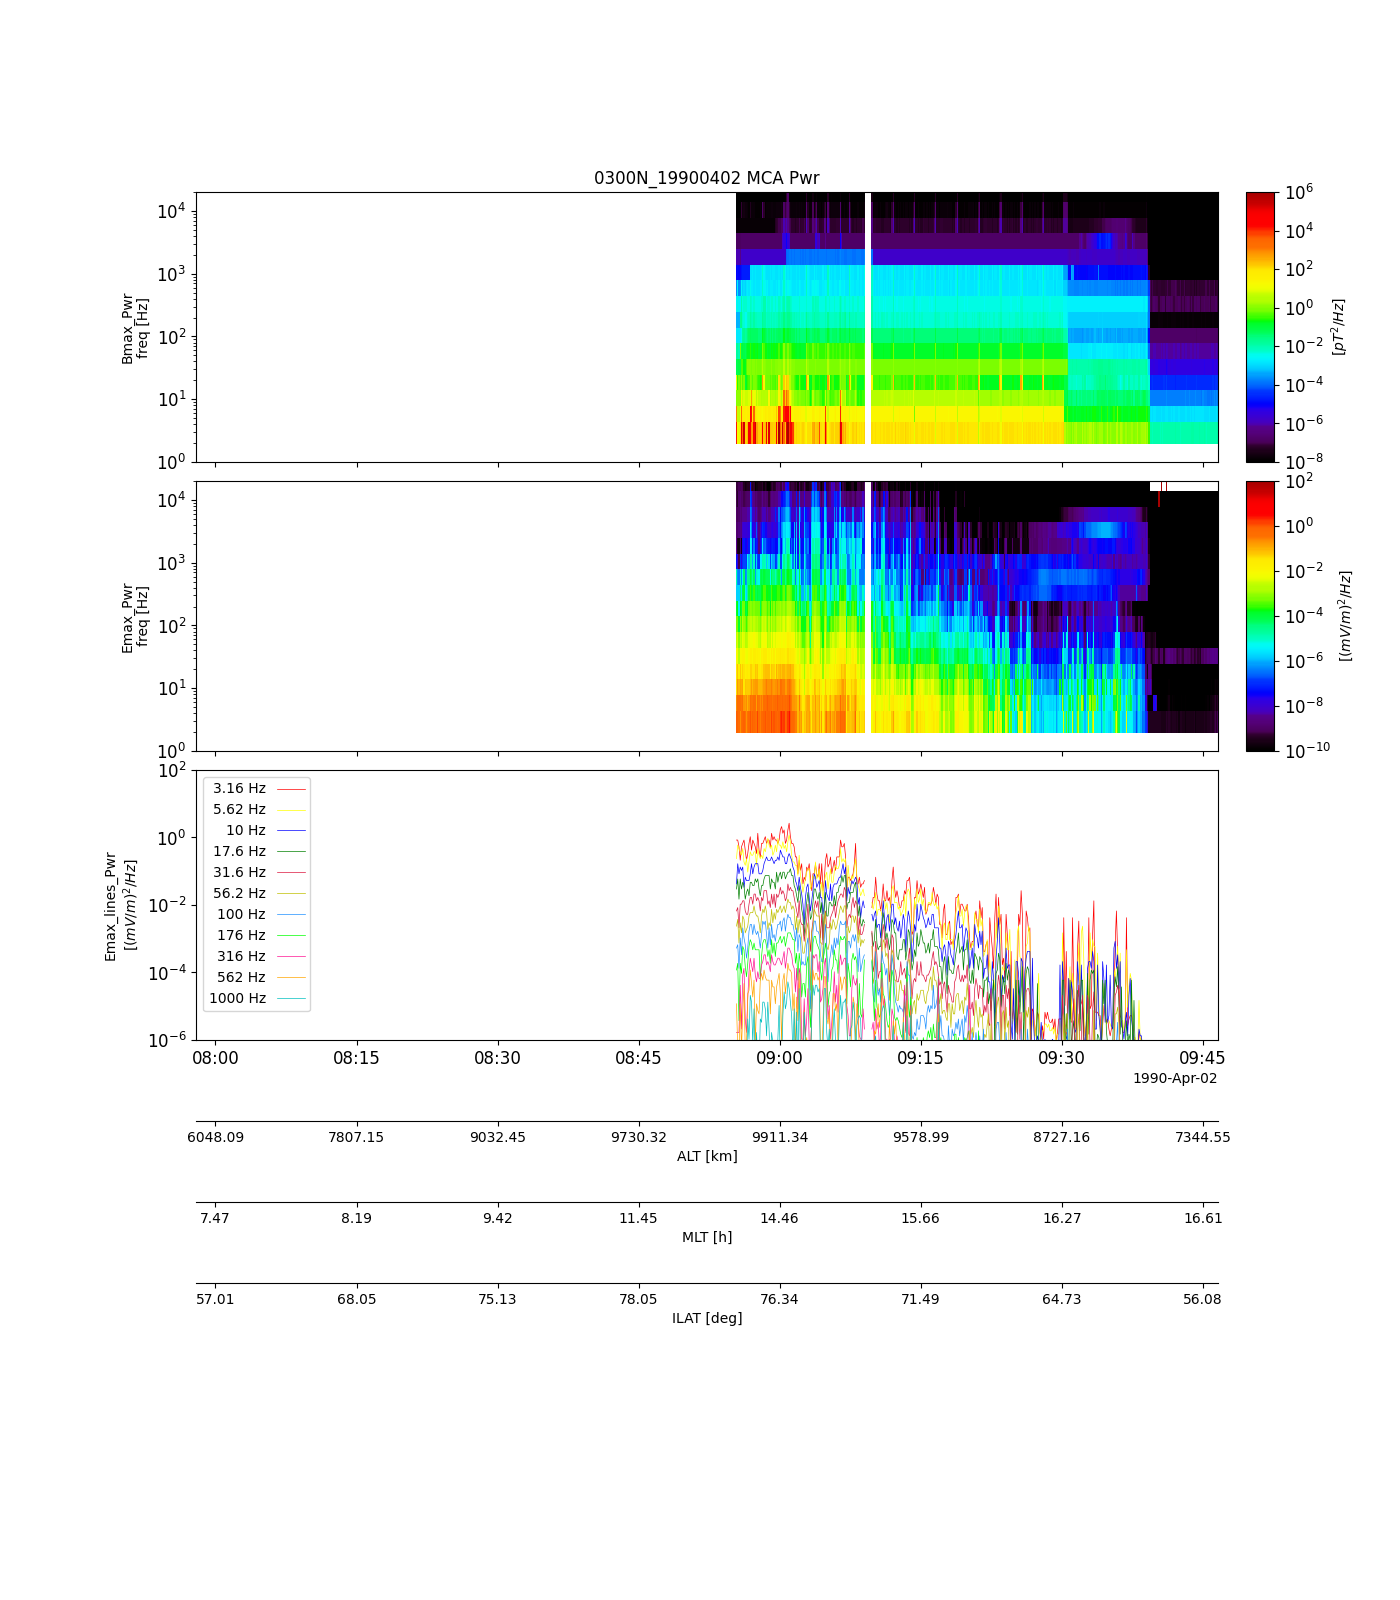 0300N_19900402 MCA Pwr
10^4
10^3
10^2
10^1
10^0
Bmax_Pwr
freq [Hz]
10^6
10^4
10^2
10^0
10^-2
10^-4
10^-6
10^-8
[pT^2/Hz]
10^4
10^3
10^2
10^1
10^0
Emax_Pwr
freq [Hz]
10^2
10^0
10^-2
10^-4
10^-6
10^-8
10^-10
[(mV/m)^2/Hz]
10^2
10^0
10^-2
10^-4
10^-6
Emax_lines_Pwr
[(mV/m)^2/Hz]
3.16 Hz
5.62 Hz
10 Hz
17.6 Hz
31.6 Hz
56.2 Hz
100 Hz
176 Hz
316 Hz
562 Hz
1000 Hz
08:00 08:15 08:30 08:45 09:00 09:15 09:30 09:45
1990-Apr-02
6048.09 7807.15 9032.45 9730.32 9911.34 9578.99 8727.16 7344.55
ALT [km]
7.47 8.19 9.42 11.45 14.46 15.66 16.27 16.61
MLT [h]
57.01 68.05 75.13 78.05 76.34 71.49 64.73 56.08
ILAT [deg]